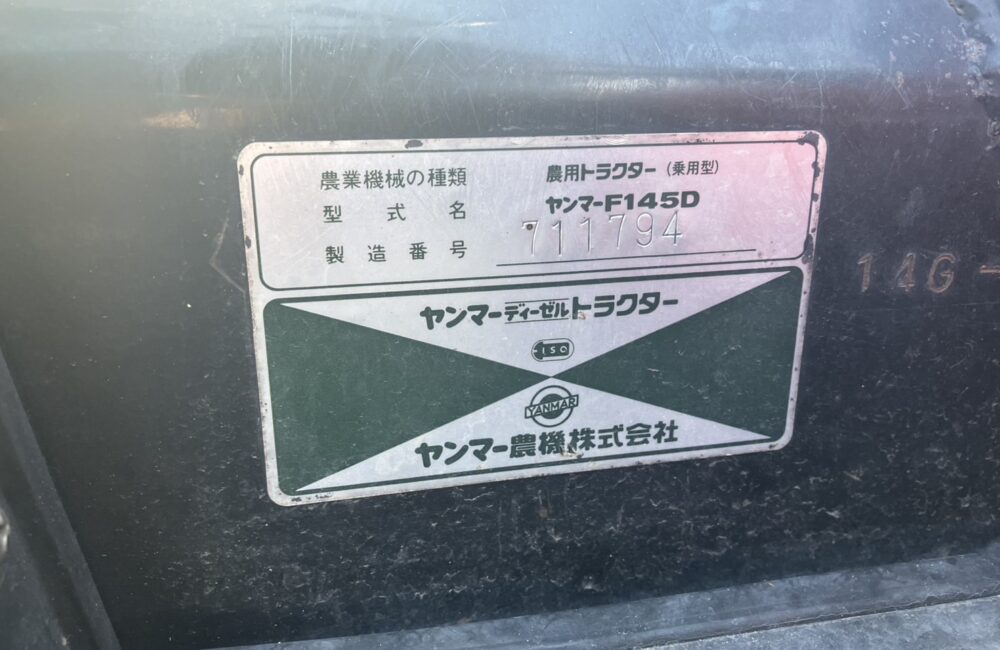 農業機械の種類 農用トラクター（乗用型）
型式名 ヤンマーF145D
製造番号 711794
14G-
ヤンマーディーゼルトラクター
ISO
YANMAR
ヤンマー農機株式会社